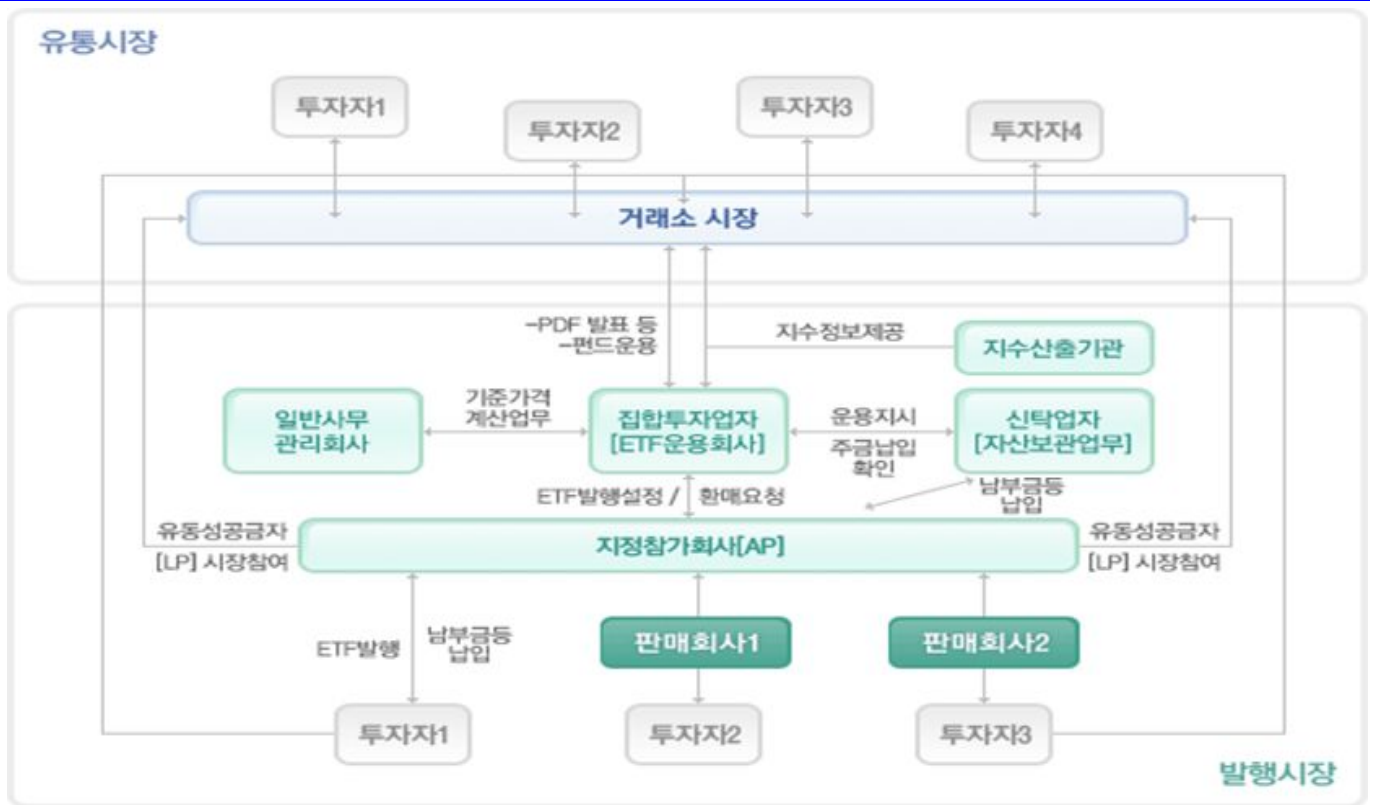 유통시장
투자자1
투자자2
투자자3
투자자4
거래소 시장
-PDF 발표 등
-펀드운용
지수정보제공
지수산출기관
일반사무
관리회사
기준가격
계산업무
집합투자업자
[ETF운용회사]
운용지시
주금납입
확인
신탁업자
[자산보관업무]
ETF발행설정 / 환매요청
남부금등
납입
유동성공금자
[LP] 시장참여
지정참가회사[AP]
유동성공금자
[LP] 시장참여
ETF발행
남부금등
납입
판매회사1
판매회사2
투자자1
투자자2
투자자3
발행시장